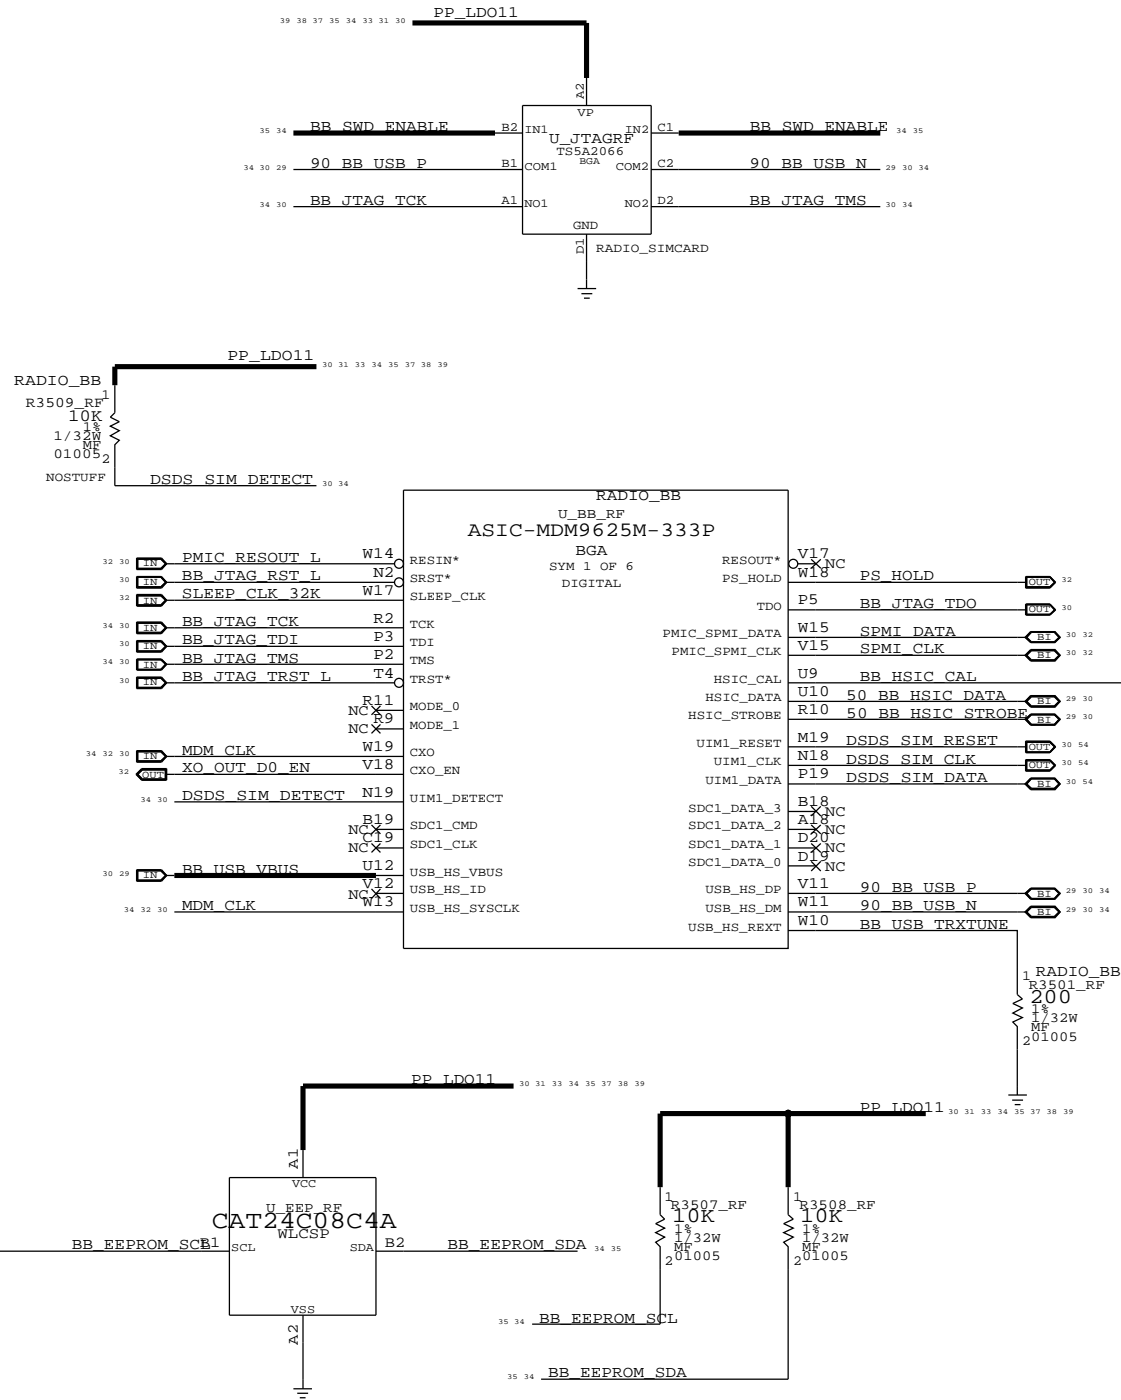 39 38 37 35 34 33 31 30 PP_LDO11
A2
VP
35 34 BB_SWD_ENABLE B2 IN1 IN2 C1 BB_SWD_ENABLE 34 35
U_JTAGRF
TS5A2066
BGA
34 30 29 90_BB_USB_P B1 COM1 COM2 C2 90_BB_USB_N 29 30 34
34 30 BB_JTAG_TCK A1 NO1 NO2 D2 BB_JTAG_TMS 30 34
GND
D1 RADIO_SIMCARD
PP_LDO11 30 31 33 34 35 37 38 39
RADIO_BB
1
R3509_RF
10K
1%
1/32W
MF
01005
2
NOSTUFF DSDS_SIM_DETECT 30 34
RADIO_BB
U_BB_RF
ASIC-MDM9625M-333P
BGA
SYM 1 OF 6
DIGITAL
32 30 IN PMIC_RESOUT_L W14 RESIN* RESOUT* V17 NC
30 IN BB_JTAG_RST_L N2 SRST* PS_HOLD W18 PS_HOLD OUT 32
32 IN SLEEP_CLK_32K W17 SLEEP_CLK
TDO P5 BB_JTAG_TDO OUT 30
34 30 IN BB_JTAG_TCK R2 TCK
30 IN BB_JTAG_TDI P3 TDI PMIC_SPMI_DATA W15 SPMI_DATA BI 30 32
34 30 IN BB_JTAG_TMS P2 TMS PMIC_SPMI_CLK V15 SPMI_CLK BI 30 32
30 IN BB_JTAG_TRST_L T4 TRST* HSIC_CAL U9 BB_HSIC_CAL
NC R11 MODE_0 HSIC_DATA U10 50_BB_HSIC_DATA BI 29 30
NC R9 MODE_1 HSIC_STROBE R10 50_BB_HSIC_STROBE BI 29 30
34 32 30 IN MDM_CLK W19 CXO UIM1_RESET M19 DSDS_SIM_RESET OUT 30 54
32 OUT XO_OUT_D0_EN V18 CXO_EN UIM1_CLK N18 DSDS_SIM_CLK OUT 30 54
UIM1_DATA P19 DSDS_SIM_DATA BI 30 54
34 30 DSDS_SIM_DETECT N19 UIM1_DETECT
SDC1_DATA_3 B18 NC
NC B19 SDC1_CMD SDC1_DATA_2 A18 NC
NC C19 SDC1_CLK SDC1_DATA_1 D20 NC
SDC1_DATA_0 D19 NC
30 29 IN BB_USB_VBUS U12 USB_HS_VBUS
NC V12 USB_HS_ID USB_HS_DP V11 90_BB_USB_P BI 29 30 34
34 32 30 MDM_CLK W13 USB_HS_SYSCLK USB_HS_DM W11 90_BB_USB_N BI 29 30 34
USB_HS_REXT W10 BB_USB_TRXTUNE
1 RADIO_BB
R3501_RF
200
1%
1/32W
MF
2 01005
PP_LDO11 30 31 33 34 35 37 38 39
PP_LDO11 30 31 33 34 35 37 38 39
A1
VCC
U_EEP_RF
CAT24C08C4A
WLCSP
BB_EEPROM_SCL B1 SCL SDA B2 BB_EEPROM_SDA 34 35
VSS
A2
1 R3507_RF
10K
1%
1/32W
MF
2 01005
1 R3508_RF
10K
1%
1/32W
MF
2 01005
35 34 BB_EEPROM_SCL
35 34 BB_EEPROM_SDA